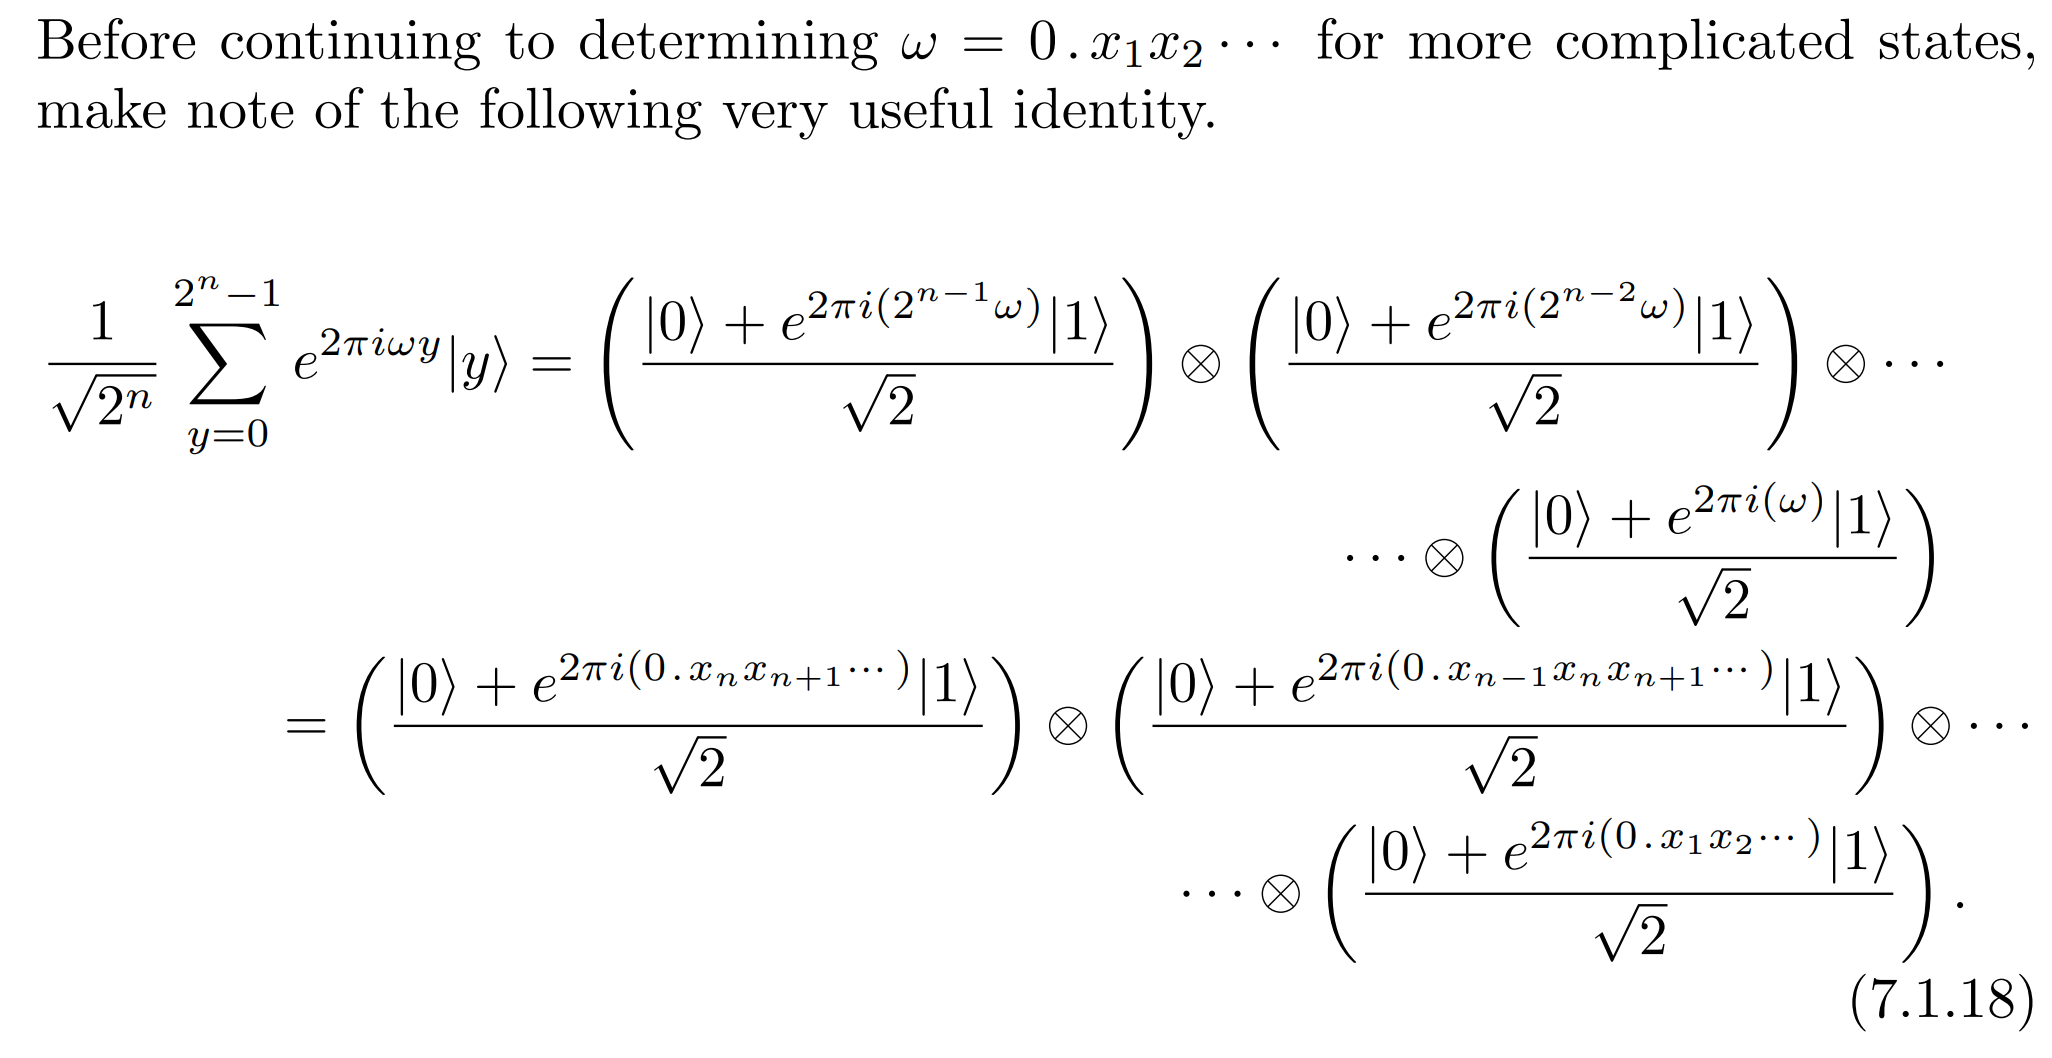 Before continuing to determining ω = 0.x₁x₂⋯ for more complicated states,
make note of the following very useful identity.
\frac{1}{\sqrt{2^n}} \sum_{y=0}^{2^n-1} e^{2\pi i\omega y}|y\rangle = \left(\frac{|0\rangle + e^{2\pi i(2^{n-1}\omega)}|1\rangle}{\sqrt{2}}\right) \otimes \left(\frac{|0\rangle + e^{2\pi i(2^{n-2}\omega)}|1\rangle}{\sqrt{2}}\right) \otimes \cdots
\cdots \otimes \left(\frac{|0\rangle + e^{2\pi i(\omega)}|1\rangle}{\sqrt{2}}\right)
= \left(\frac{|0\rangle + e^{2\pi i(0.x_n x_{n+1}\cdots)}|1\rangle}{\sqrt{2}}\right) \otimes \left(\frac{|0\rangle + e^{2\pi i(0.x_{n-1}x_n x_{n+1}\cdots)}|1\rangle}{\sqrt{2}}\right) \otimes \cdots
\cdots \otimes \left(\frac{|0\rangle + e^{2\pi i(0.x_1 x_2\cdots)}|1\rangle}{\sqrt{2}}\right).
(7.1.18)